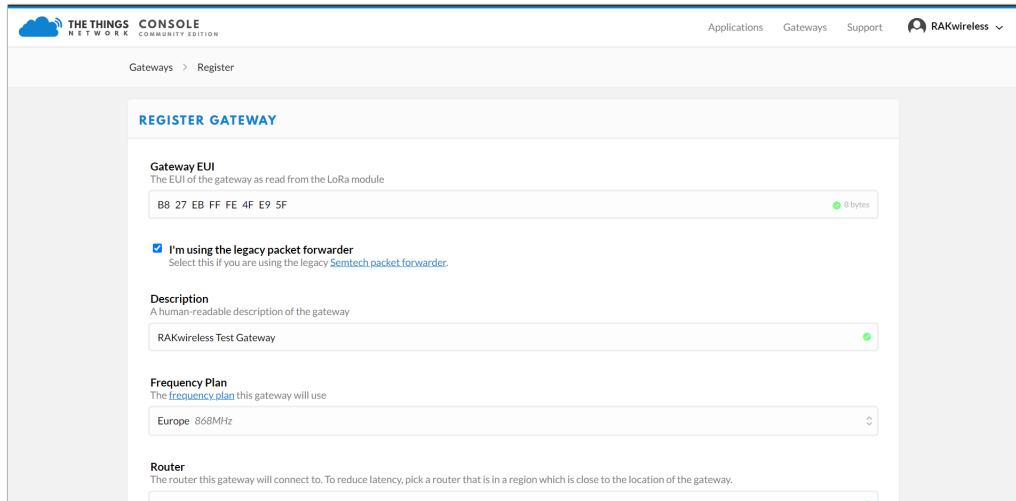 THE THINGS NETWORK CONSOLE COMMUNITY EDITION
Applications Gateways Support RAKwireless
Gateways > Register
REGISTER GATEWAY
Gateway EUI
The EUI of the gateway as read from the LoRa module
B8 27 EB FF FE 4F E9 5F 8 bytes
I'm using the legacy packet forwarder
Select this if you are using the legacy Semtech packet forwarder.
Description
A human-readable description of the gateway
RAKwireless Test Gateway
Frequency Plan
The frequency plan this gateway will use
Europe 868MHz
Router
The router this gateway will connect to. To reduce latency, pick a router that is in a region which is close to the location of the gateway.